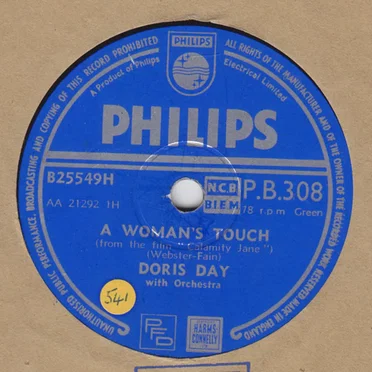 UNAUTHORISED PUBLIC PERFORMANCE, BROADCASTING AND COPYING OF THIS RECORD PROHIBITED
ALL RIGHTS OF THE MANUFACTURER AND OF THE OWNER OF THE RECORDED WORK RESERVED MADE IN ENGLAND
PHILIPS
A Product of Philips
Electrical Limited
PHILIPS
B25549H
N.C.B
BIEM
P.B.308
AA 21292 1H
78 r.p.m Green
A WOMAN'S TOUCH
(from the film "Calamity Jane")
(Webster-Fain)
DORIS DAY
with Orchestra
541
PFD
HARMS
CONNELLY